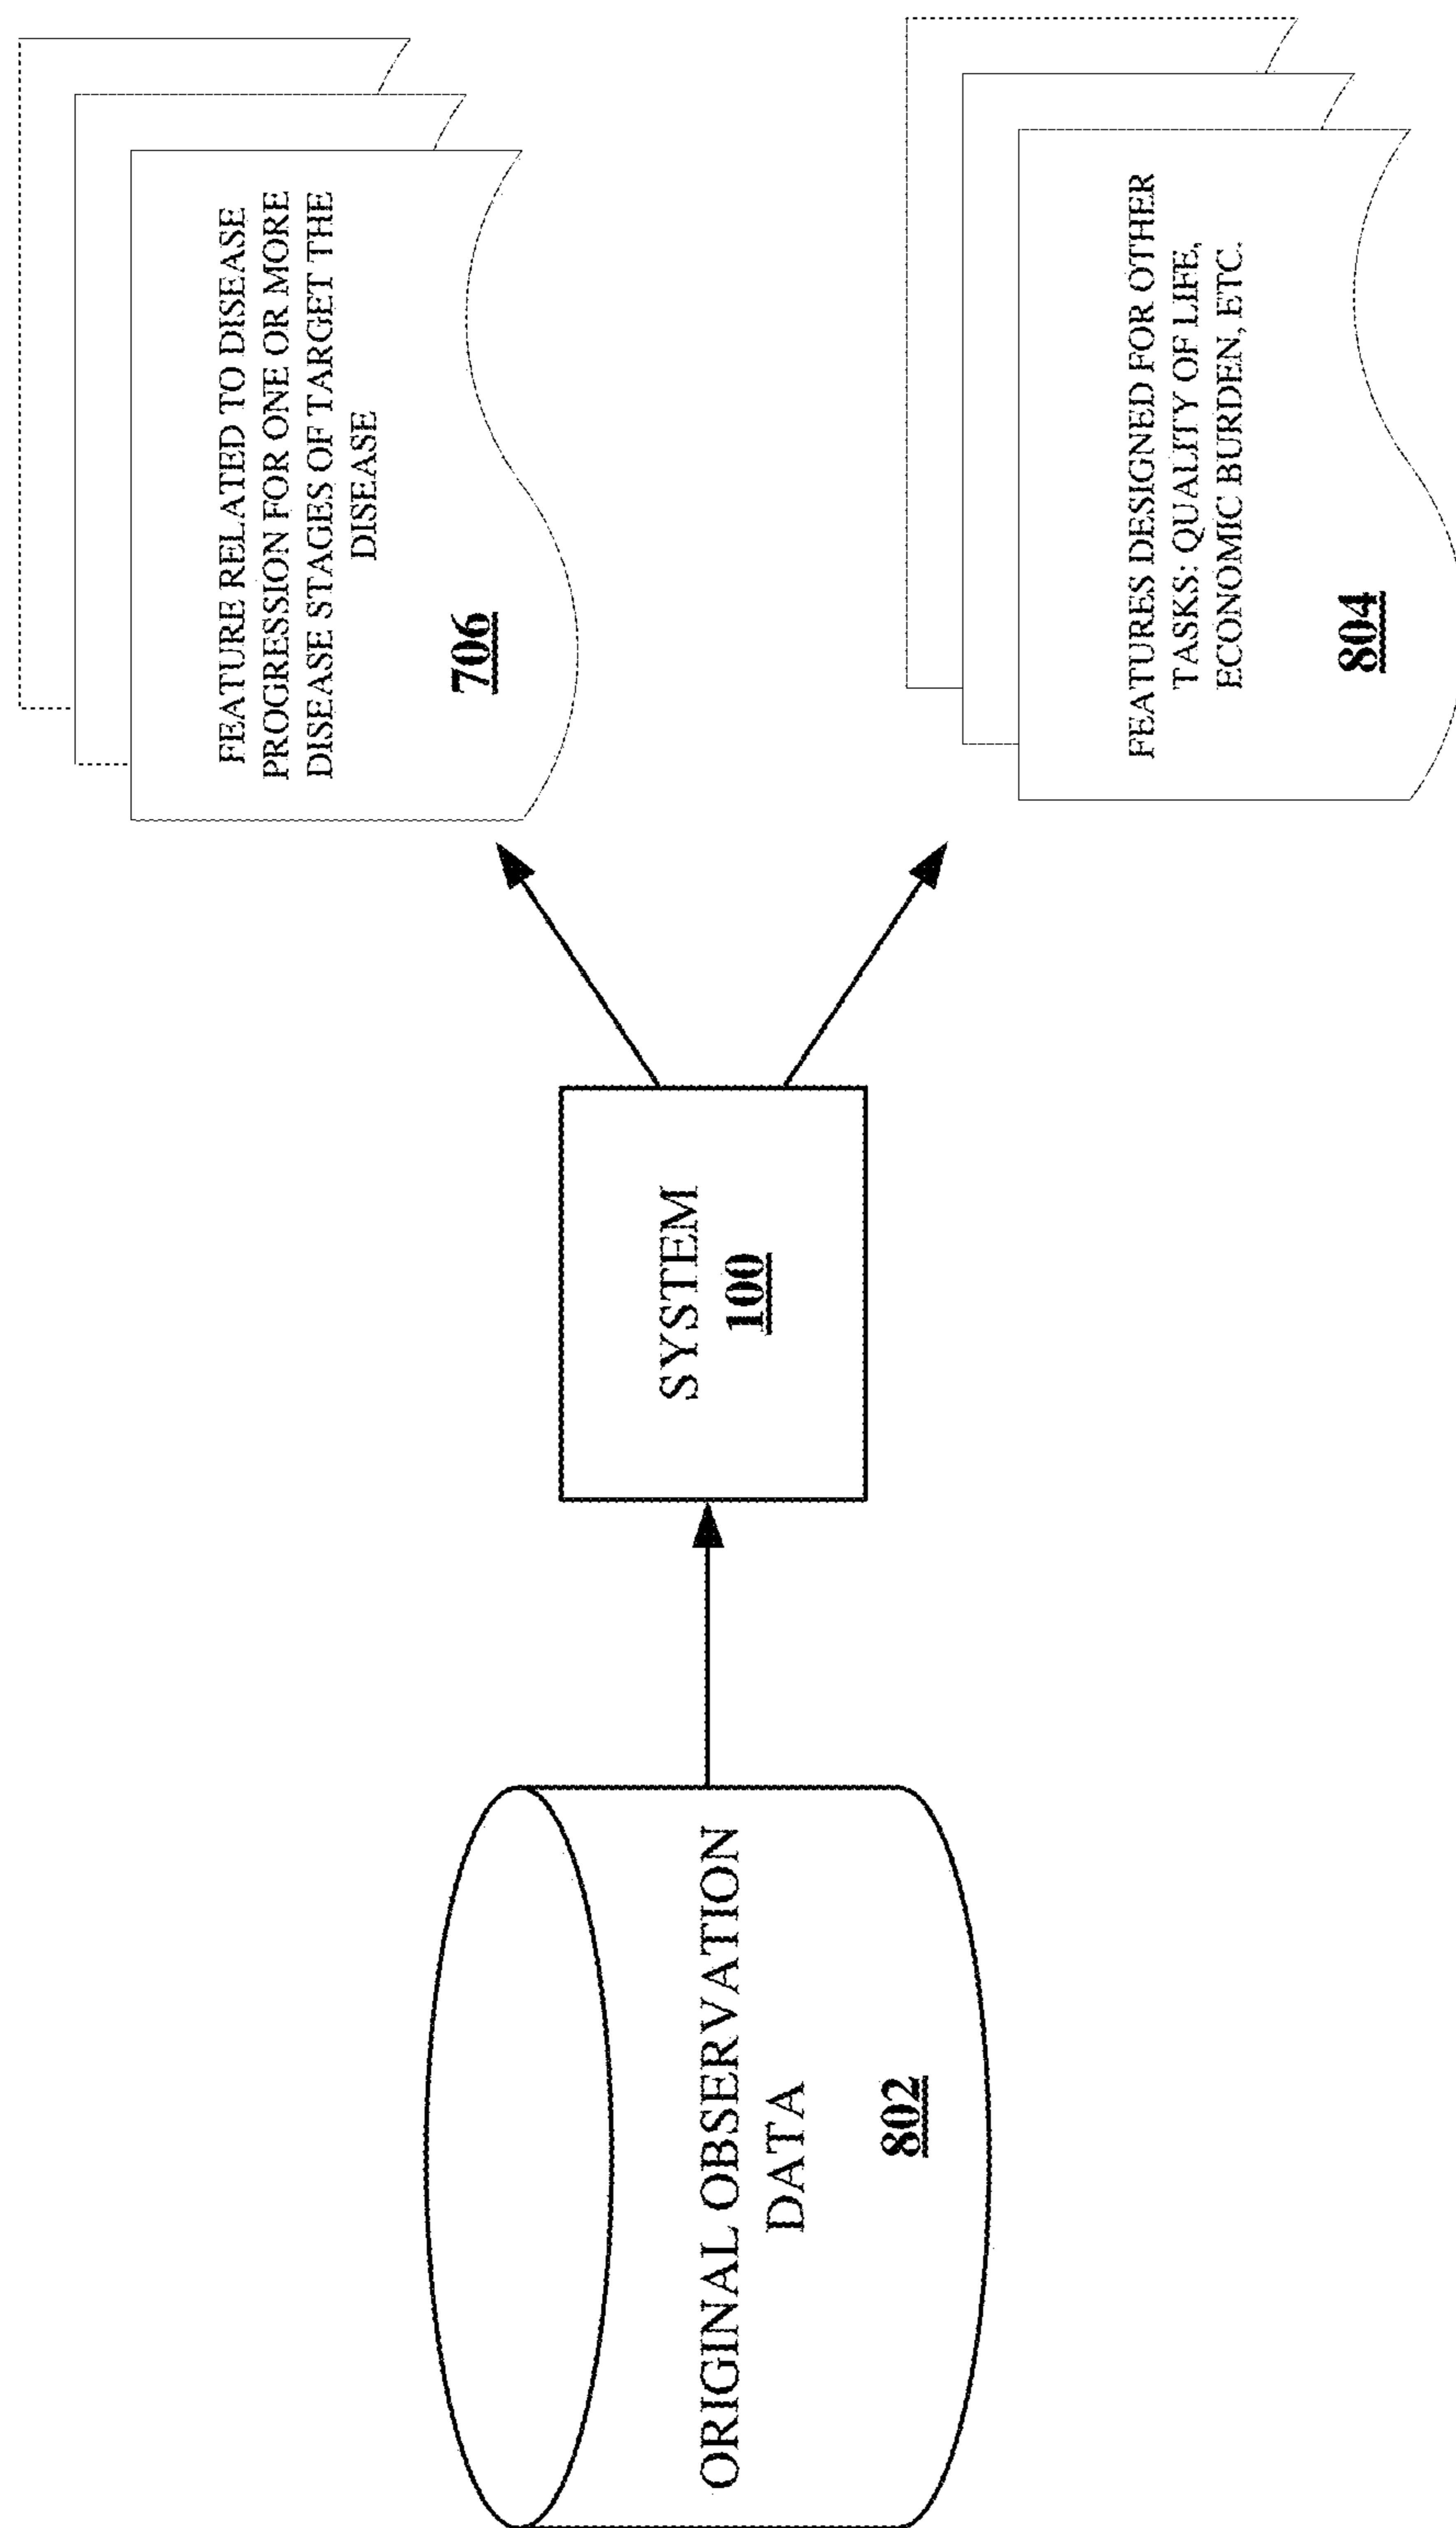 ORIGINAL OBSERVATION
DATA
802
SYSTEM
100
FEATURE RELATED TO DISEASE
PROGRESSION FOR ONE OR MORE
DISEASE STAGES OF TARGET THE
DISEASE
706
FEATURES DESIGNED FOR OTHER
TASKS: QUALITY OF LIFE,
ECONOMIC BURDEN, ETC.
804